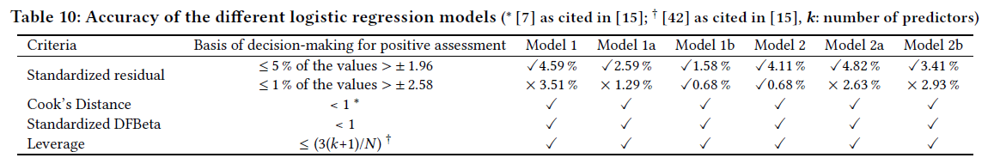 Table 10: Accuracy of the different logistic regression models (* [7] as cited in [15]; † [42] as cited in [15], k: number of predictors)
Criteria Basis of decision-making for positive assessment Model 1 Model 1a Model 1b Model 2 Model 2a Model 2b
Standardized residual ≤ 5 % of the values > ± 1.96 ✓4.59 % ✓2.59 % ✓1.58 % ✓4.11 % ✓4.82 % ✓3.41 %
≤ 1 % of the values > ± 2.58 × 3.51 % × 1.29 % ✓0.68 % ✓0.68 % × 2.63 % × 2.93 %
Cook's Distance < 1 * ✓ ✓ ✓ ✓ ✓ ✓
Standardized DFBeta < 1 ✓ ✓ ✓ ✓ ✓ ✓
Leverage ≤ (3(k+1)/N) † ✓ ✓ ✓ ✓ ✓ ✓